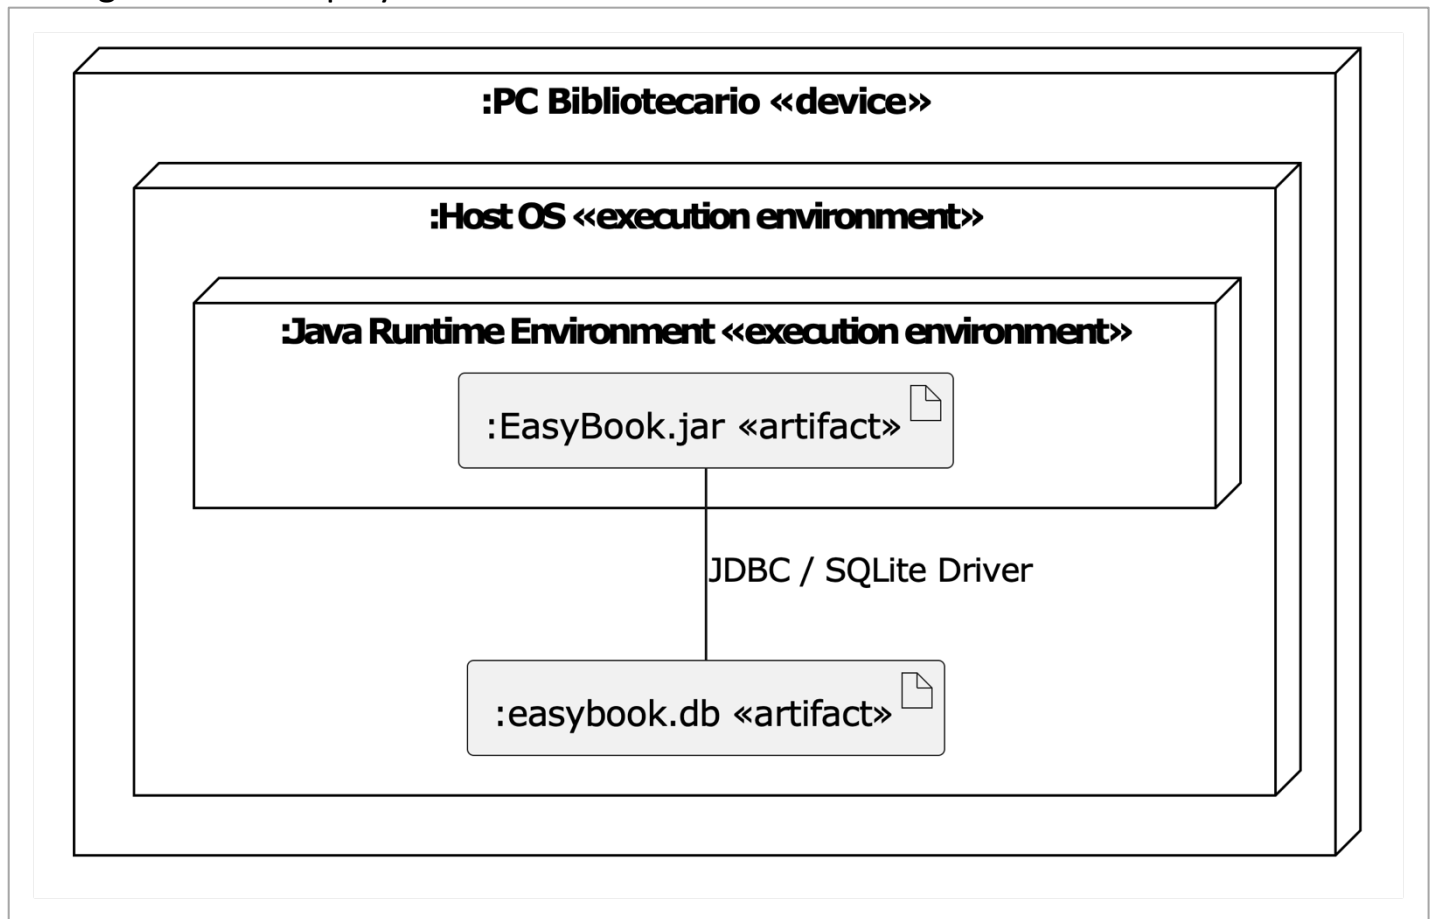 :PC Bibliotecario «device»
:Host OS «execution environment»
:Java Runtime Environment «execution environment»
:EasyBook.jar «artifact»
JDBC / SQLite Driver
:easybook.db «artifact»